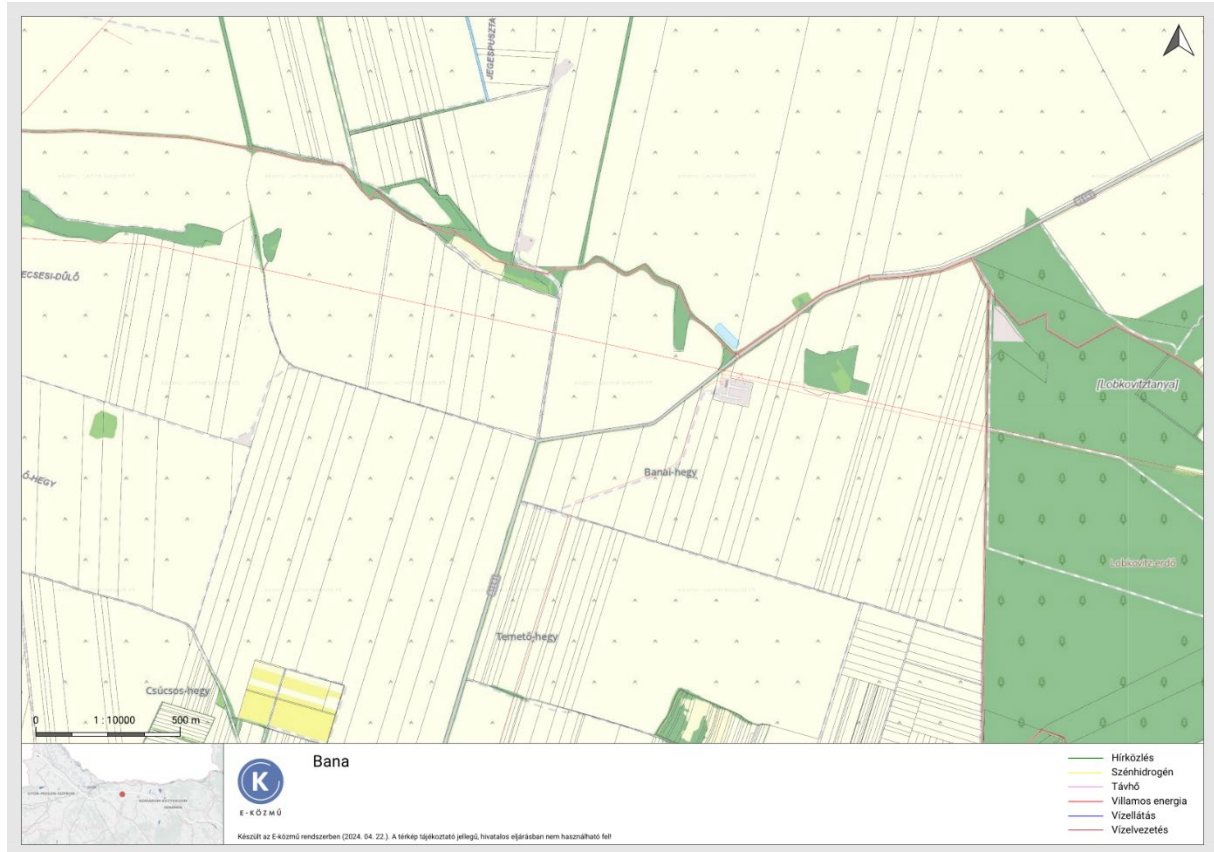 JEGESPUSZTA
ECSESI-DŰLŐ
[Lobkovitztanya]
Banai-hegy
Ő-HEGY
Lobkovitz-erdő
Temető-hegy
Csúcsos-hegy
0 1 : 10000 500 m
Bana
K
E-KÖZMŰ
Készült az E-közmű rendszerben (2024. 04. 22.). A térkép tájékoztató jellegű, hivatalos eljárásban nem használható fel!
Hírközlés
Szénhidrogén
Távhő
Villamos energia
Vízellátás
Vízelvezetés